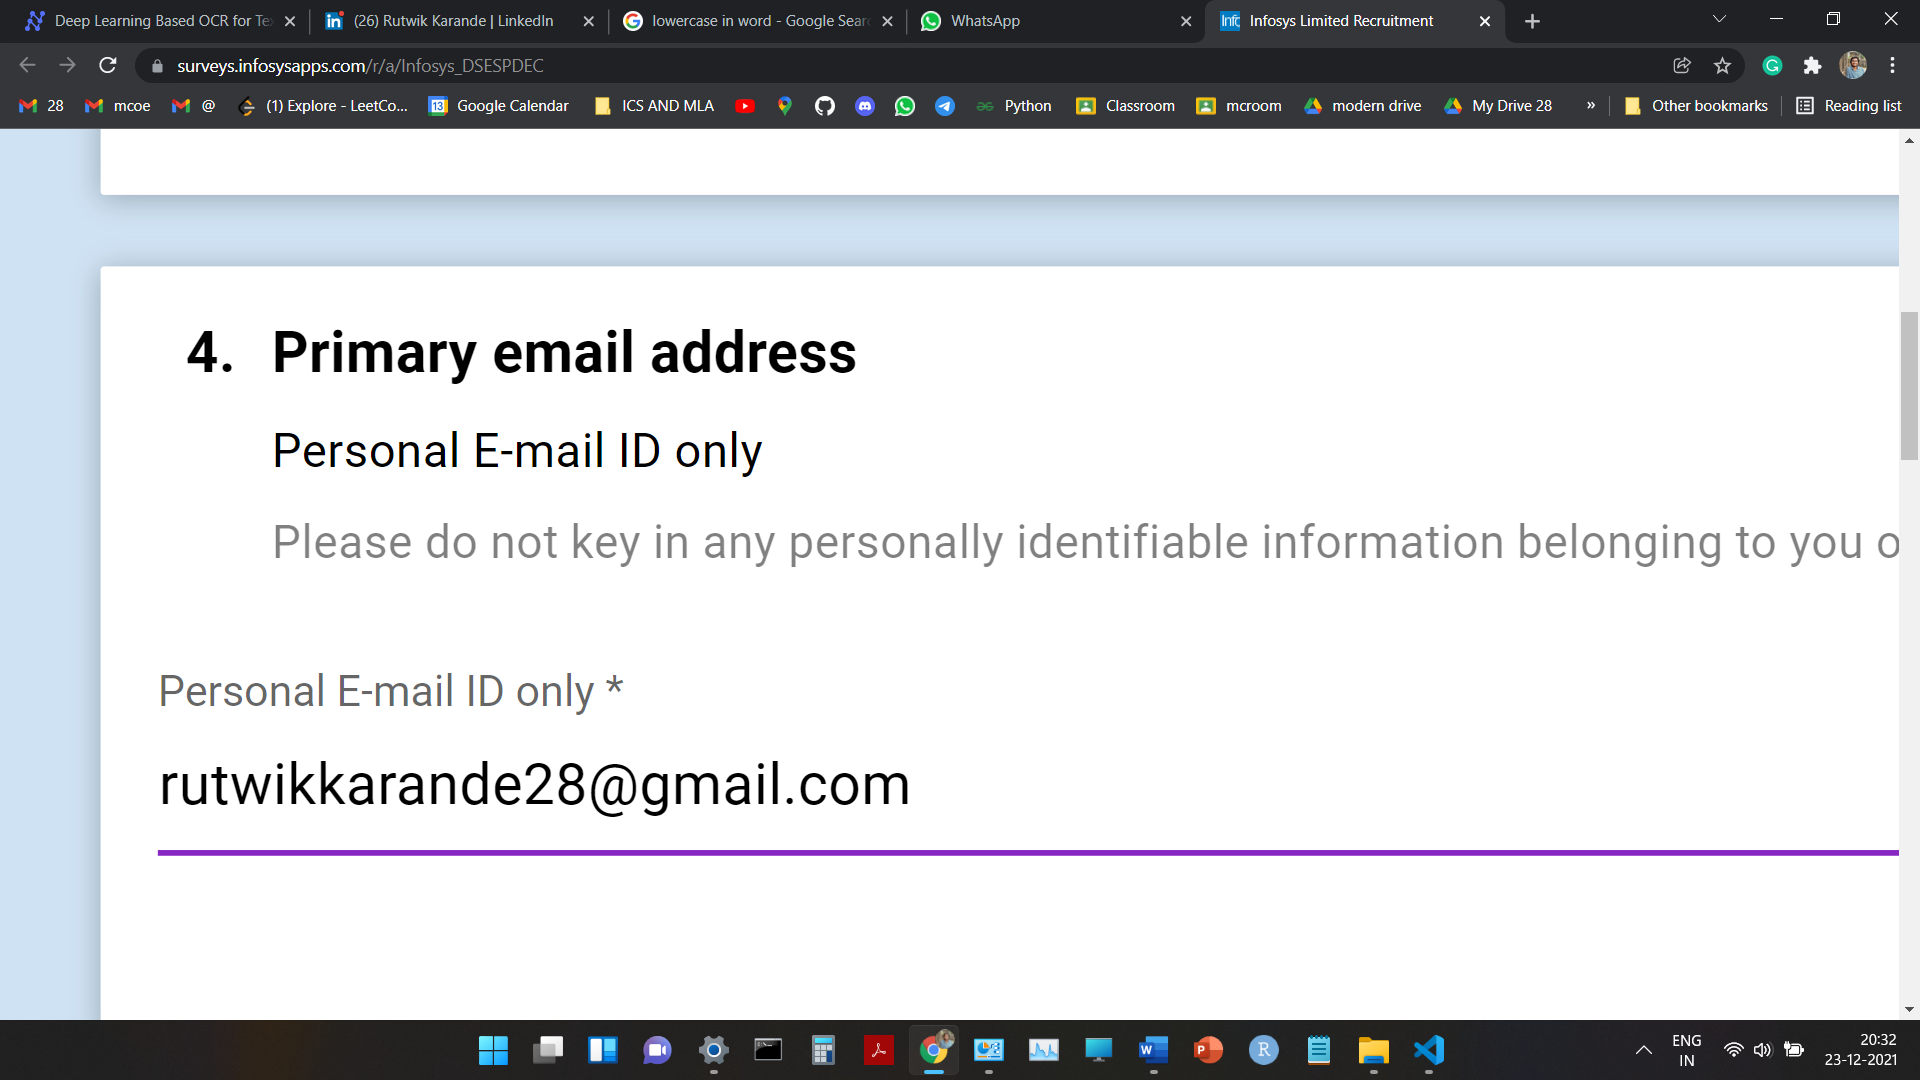 Deep Learning Based OCR for Te
(26) Rutwik Karande | LinkedIn
lowercase in word - Google Sear
WhatsApp
Infosys Limited Recruitment
surveys.infosysapps.com/r/a/Infosys_DSESPDEC
28
mcoe
@
(1) Explore - LeetCo...
Google Calendar
ICS AND MLA
Python
Classroom
mcroom
modern drive
My Drive 28
»
Other bookmarks
Reading list
4. Primary email address
Personal E-mail ID only
Please do not key in any personally identifiable information belonging to you o
Personal E-mail ID only *
rutwikkarande28@gmail.com
ENG
IN
20:32
23-12-2021